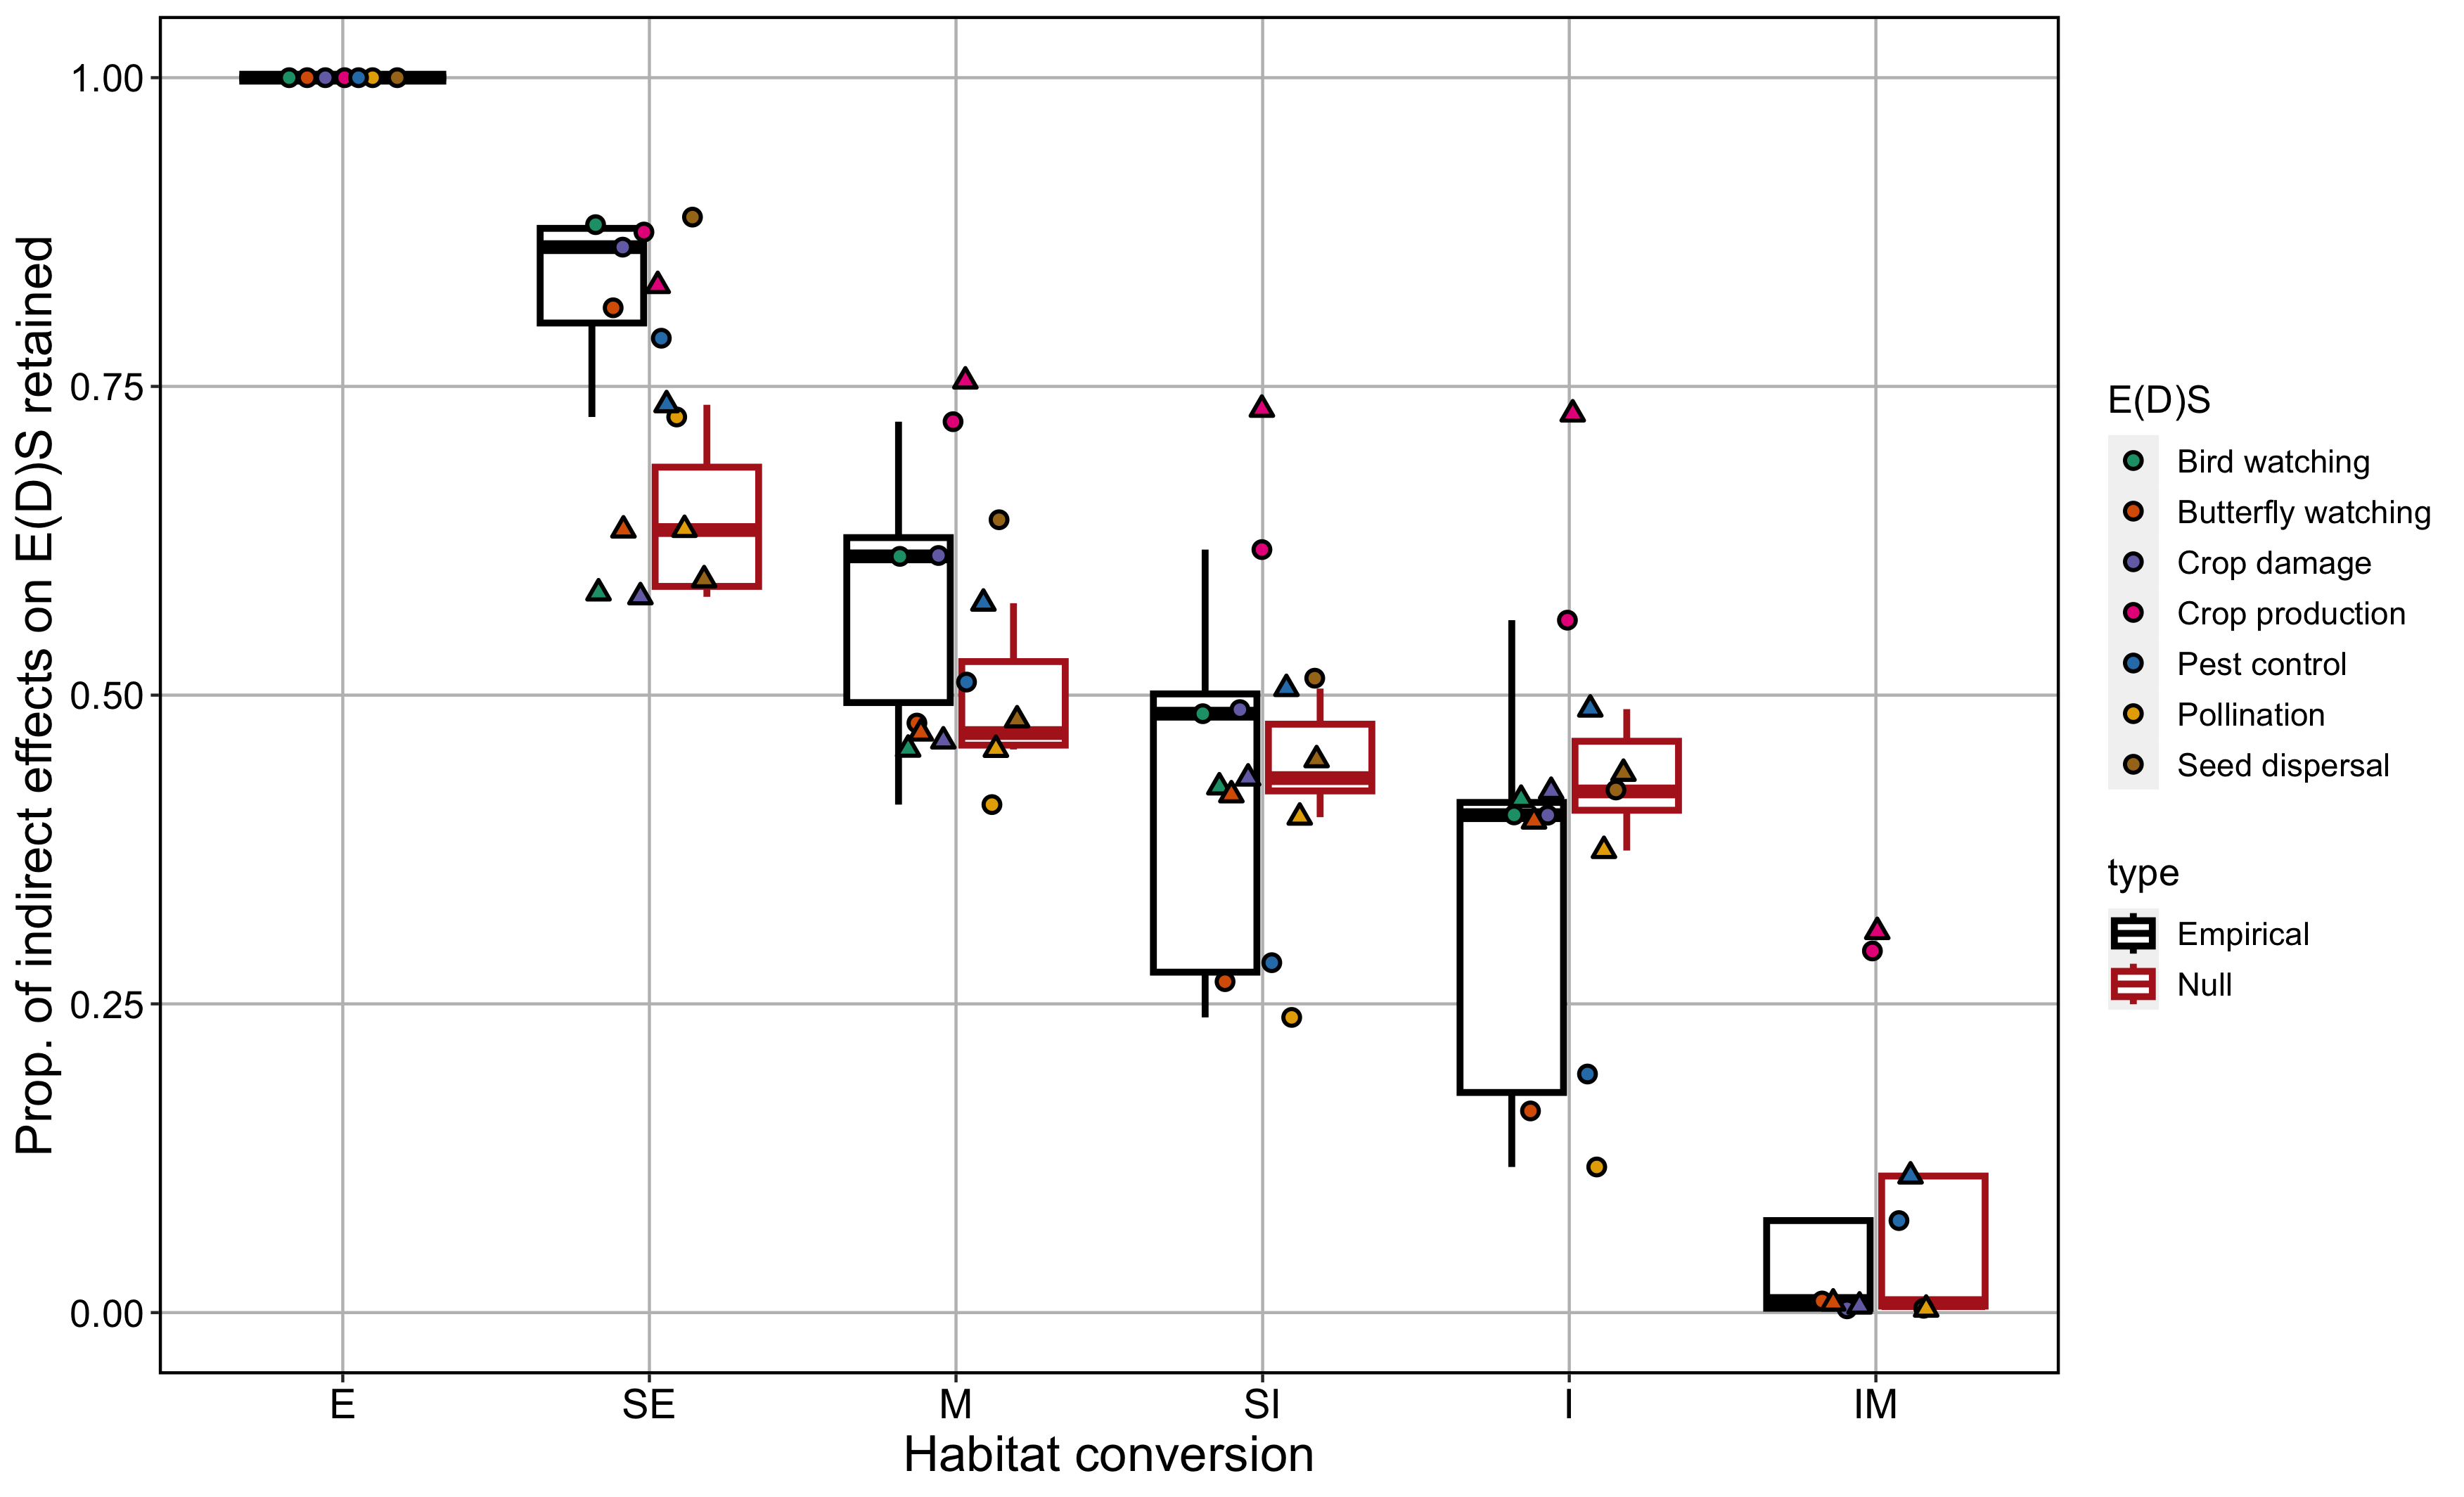 Prop. of indirect effects on E(D)S retained
1.00
0.75
0.50
0.25
0.00
E SE M SI I IM
Habitat conversion
E(D)S
Bird watching
Butterfly watching
Crop damage
Crop production
Pest control
Pollination
Seed dispersal
type
Empirical
Null